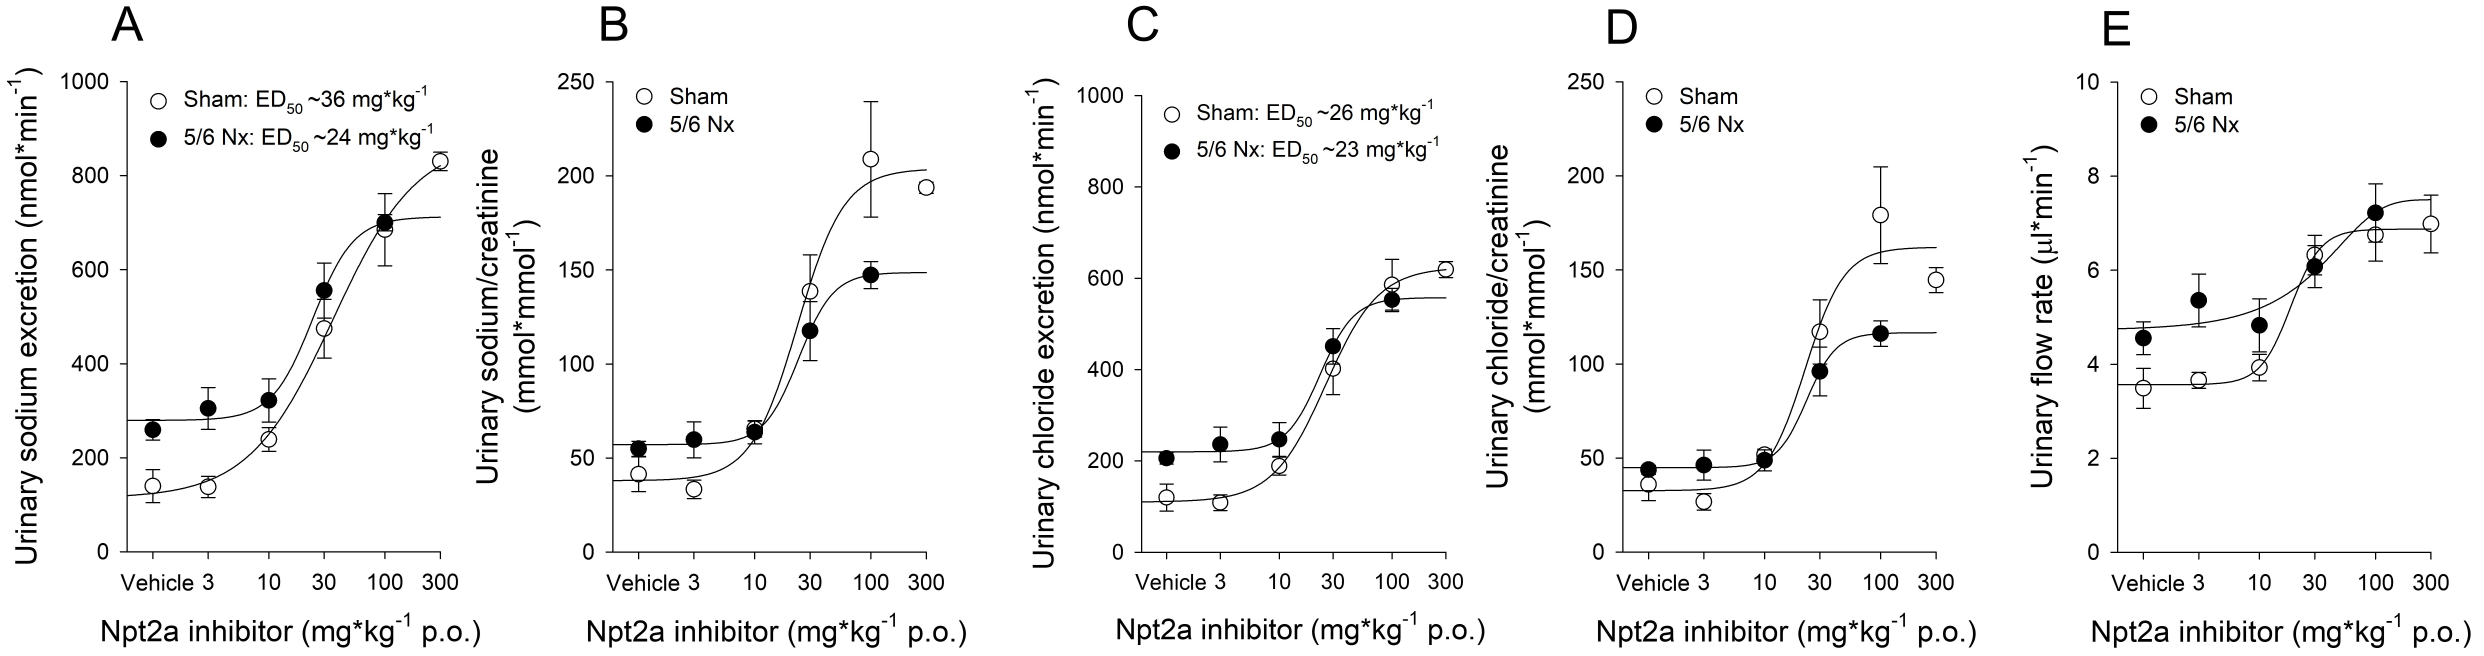 A
Urinary sodium excretion (nmol*min-1)
1000
800
600
400
200
0
Sham: ED50 ~36 mg*kg-1
5/6 Nx: ED50 ~24 mg*kg-1
Vehicle 3 10 30 100 300
Npt2a inhibitor (mg*kg-1 p.o.)
B
Urinary sodium/creatinine
(mmol*mmol-1)
250
200
150
100
50
0
Sham
5/6 Nx
Vehicle 3 10 30 100 300
Npt2a inhibitor (mg*kg-1 p.o.)
C
Urinary chloride excretion (nmol*min-1)
1000
800
600
400
200
0
Sham: ED50 ~26 mg*kg-1
5/6 Nx: ED50 ~23 mg*kg-1
Vehicle 3 10 30 100 300
Npt2a inhibitor (mg*kg-1 p.o.)
D
Urinary chloride/creatinine
(mmol*mmol-1)
250
200
150
100
50
0
Sham
5/6 Nx
Vehicle 3 10 30 100 300
Npt2a inhibitor (mg*kg-1 p.o.)
E
Urinary flow rate (µl*min-1)
10
8
6
4
2
0
Sham
5/6 Nx
Vehicle 3 10 30 100 300
Npt2a inhibitor (mg*kg-1 p.o.)